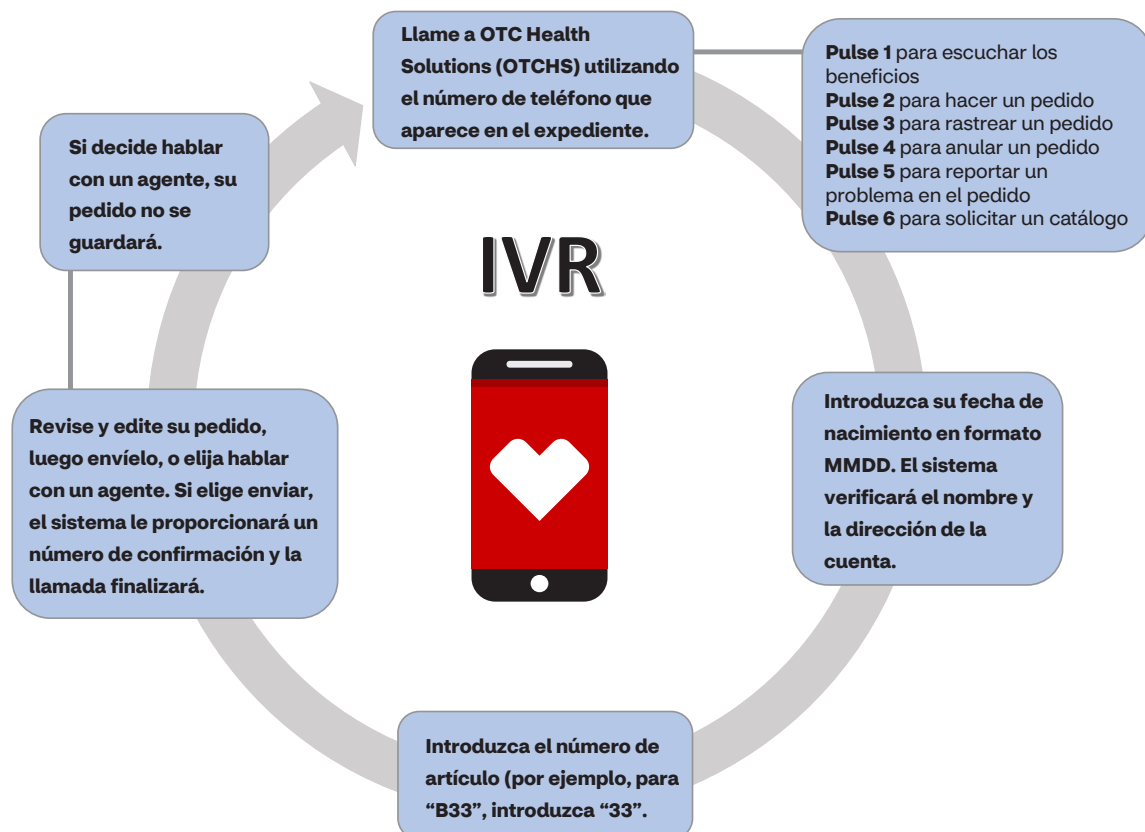 Llame a OTC Health
Solutions (OTCHS) utilizando
el número de teléfono que
aparece en el expediente.
Pulse 1 para escuchar los
beneficios
Pulse 2 para hacer un pedido
Pulse 3 para rastrear un pedido
Pulse 4 para anular un pedido
Pulse 5 para reportar un
problema en el pedido
Pulse 6 para solicitar un catálogo
Si decide hablar
con un agente, su
pedido no se
guardará.
IVR
Introduzca su fecha de
nacimiento en formato
MMDD. El sistema
verificará el nombre y
la dirección de la
cuenta.
Revise y edite su pedido,
luego envíelo, o elija hablar
con un agente. Si elige enviar,
el sistema le proporcionará un
número de confirmación y la
llamada finalizará.
Introduzca el número de
artículo (por ejemplo, para
“B33”, introduzca “33”.